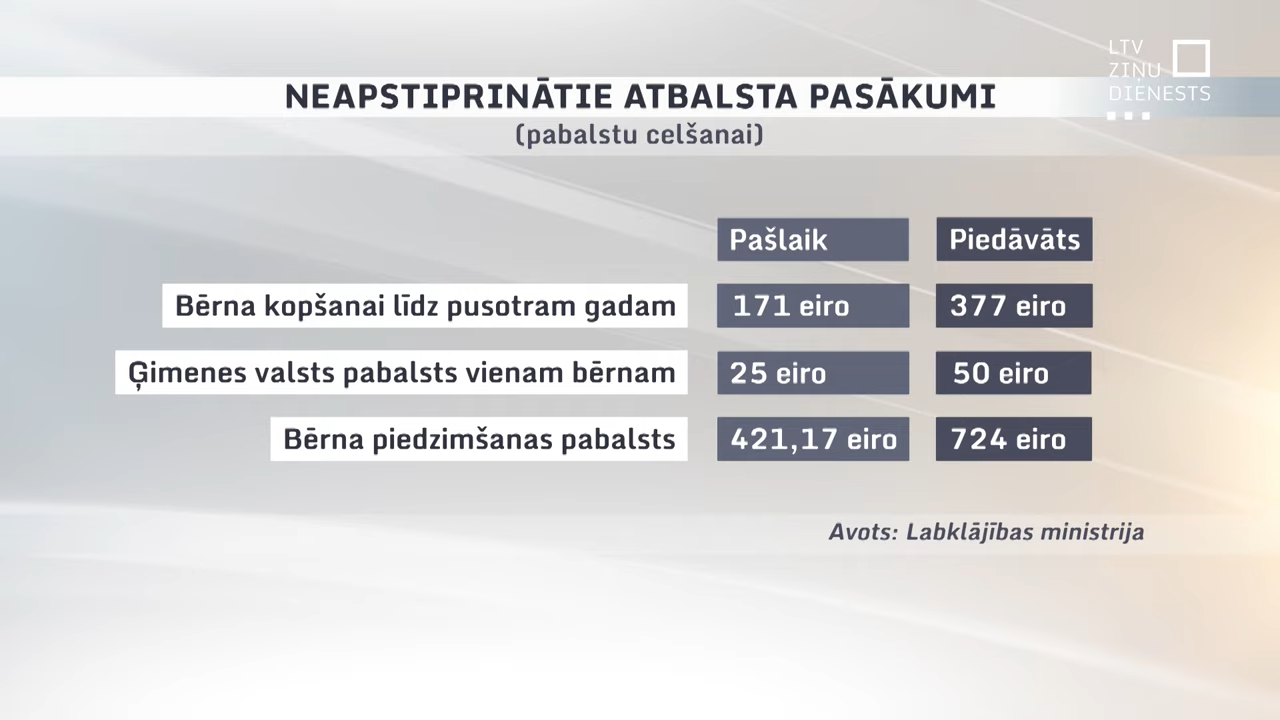 LTV
ZIŅU
DIENESTS
NEAPSTIPRINĀTIE ATBALSTA PASĀKUMI
(pabalstu celšanai)
Pašlaik Piedāvāts
Bērna kopšanai līdz pusotram gadam 171 eiro 377 eiro
Ģimenes valsts pabalsts vienam bērnam 25 eiro 50 eiro
Bērna piedzimšanas pabalsts 421,17 eiro 724 eiro
Avots: Labklājības ministrija